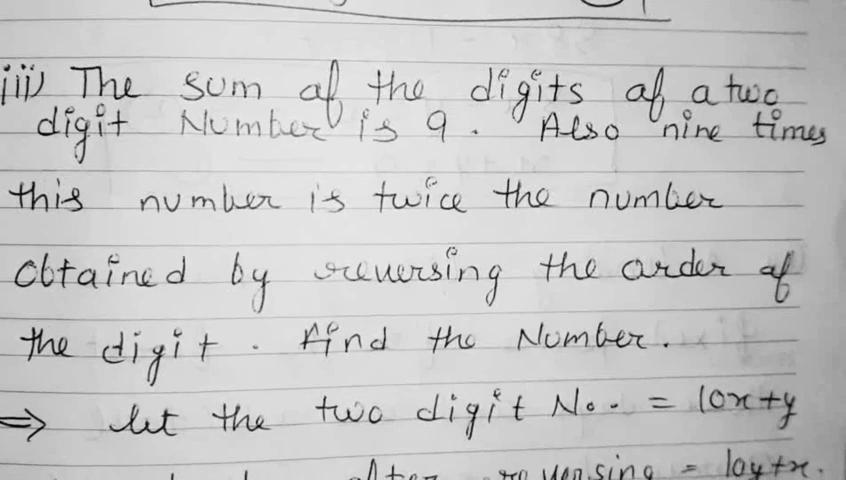 iii) The sum of the digits of a two
digit Number is 9. Also nine times
this number is twice the number
obtained by reversing the order of
the digit. Find the Number.
⇒ let the two digit No. = 10x+y
after reversing = 10y+x.